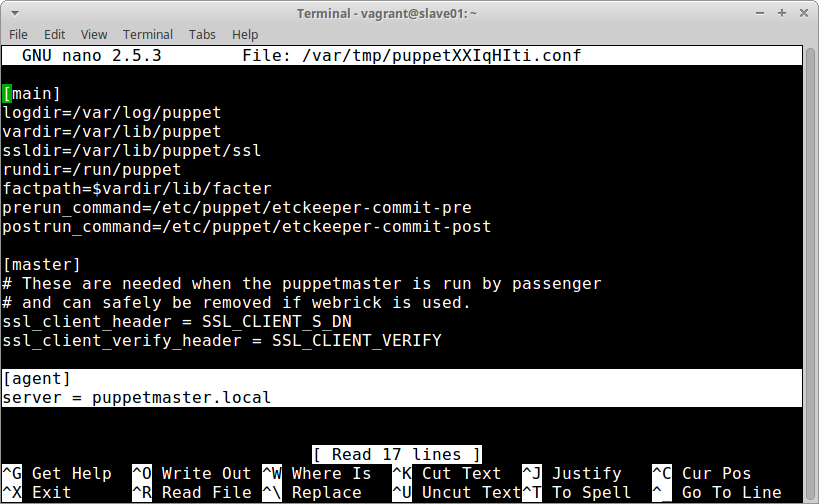 Terminal - vagrant@slave01: ~
File Edit View Terminal Tabs Help
GNU nano 2.5.3 File: /var/tmp/puppetXXIqHIti.conf
[main]
logdir=/var/log/puppet
vardir=/var/lib/puppet
ssldir=/var/lib/puppet/ssl
rundir=/run/puppet
factpath=$vardir/lib/facter
prerun_command=/etc/puppet/etckeeper-commit-pre
postrun_command=/etc/puppet/etckeeper-commit-post
[master]
# These are needed when the puppetmaster is run by passenger
# and can safely be removed if webrick is used.
ssl_client_header = SSL_CLIENT_S_DN
ssl_client_verify_header = SSL_CLIENT_VERIFY
[agent]
server = puppetmaster.local
[ Read 17 lines ]
^G Get Help ^O Write Out ^W Where Is ^K Cut Text ^J Justify ^C Cur Pos
^X Exit ^R Read File ^\ Replace ^U Uncut Text ^T To Spell ^_ Go To Line